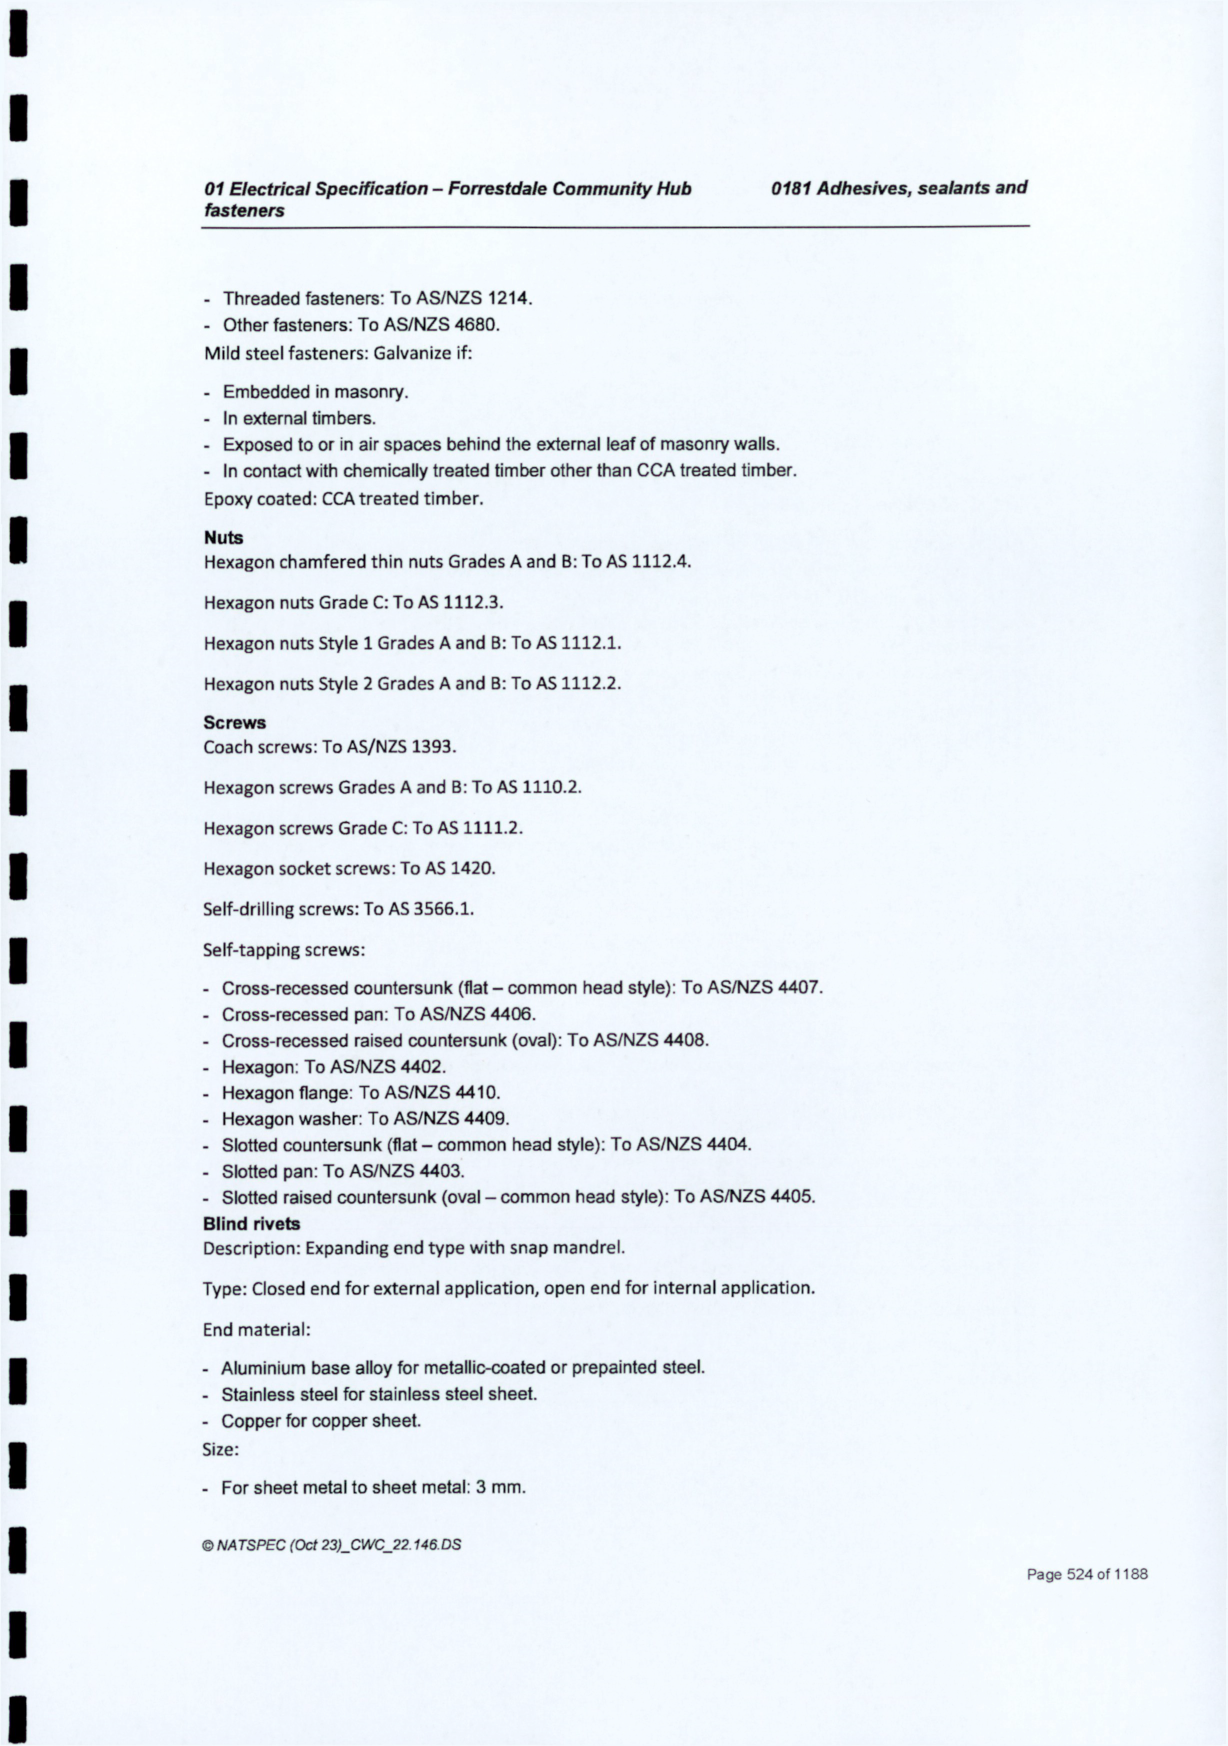 01 Electrical Specification – Forrestdale Community Hub 0181 Adhesives, sealants and
fasteners
- Threaded fasteners: To AS/NZS 1214.
- Other fasteners: To AS/NZS 4680.
Mild steel fasteners: Galvanize if:
- Embedded in masonry.
- In external timbers.
- Exposed to or in air spaces behind the external leaf of masonry walls.
- In contact with chemically treated timber other than CCA treated timber.
Epoxy coated: CCA treated timber.
Nuts
Hexagon chamfered thin nuts Grades A and B: To AS 1112.4.
Hexagon nuts Grade C: To AS 1112.3.
Hexagon nuts Style 1 Grades A and B: To AS 1112.1.
Hexagon nuts Style 2 Grades A and B: To AS 1112.2.
Screws
Coach screws: To AS/NZS 1393.
Hexagon screws Grades A and B: To AS 1110.2.
Hexagon screws Grade C: To AS 1111.2.
Hexagon socket screws: To AS 1420.
Self-drilling screws: To AS 3566.1.
Self-tapping screws:
- Cross-recessed countersunk (flat – common head style): To AS/NZS 4407.
- Cross-recessed pan: To AS/NZS 4406.
- Cross-recessed raised countersunk (oval): To AS/NZS 4408.
- Hexagon: To AS/NZS 4402.
- Hexagon flange: To AS/NZS 4410.
- Hexagon washer: To AS/NZS 4409.
- Slotted countersunk (flat – common head style): To AS/NZS 4404.
- Slotted pan: To AS/NZS 4403.
- Slotted raised countersunk (oval – common head style): To AS/NZS 4405.
Blind rivets
Description: Expanding end type with snap mandrel.
Type: Closed end for external application, open end for internal application.
End material:
- Aluminium base alloy for metallic-coated or prepainted steel.
- Stainless steel for stainless steel sheet.
- Copper for copper sheet.
Size:
- For sheet metal to sheet metal: 3 mm.
© NATSPEC (Oct 23)_CWC_22.146.DS
Page 524 of 1188